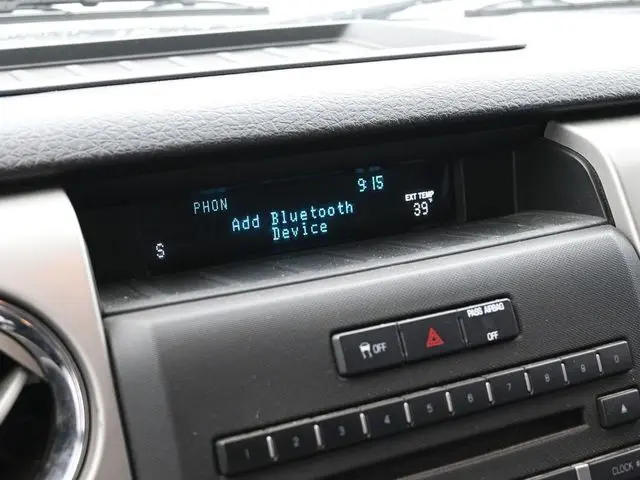 9:15
PHON
EXT TEMP
39°F
Add Bluetooth
Device
S
PASS AIRBAG
OFF
OFF
1 2 3 4 5 6 7 8 9 0
CLOCK